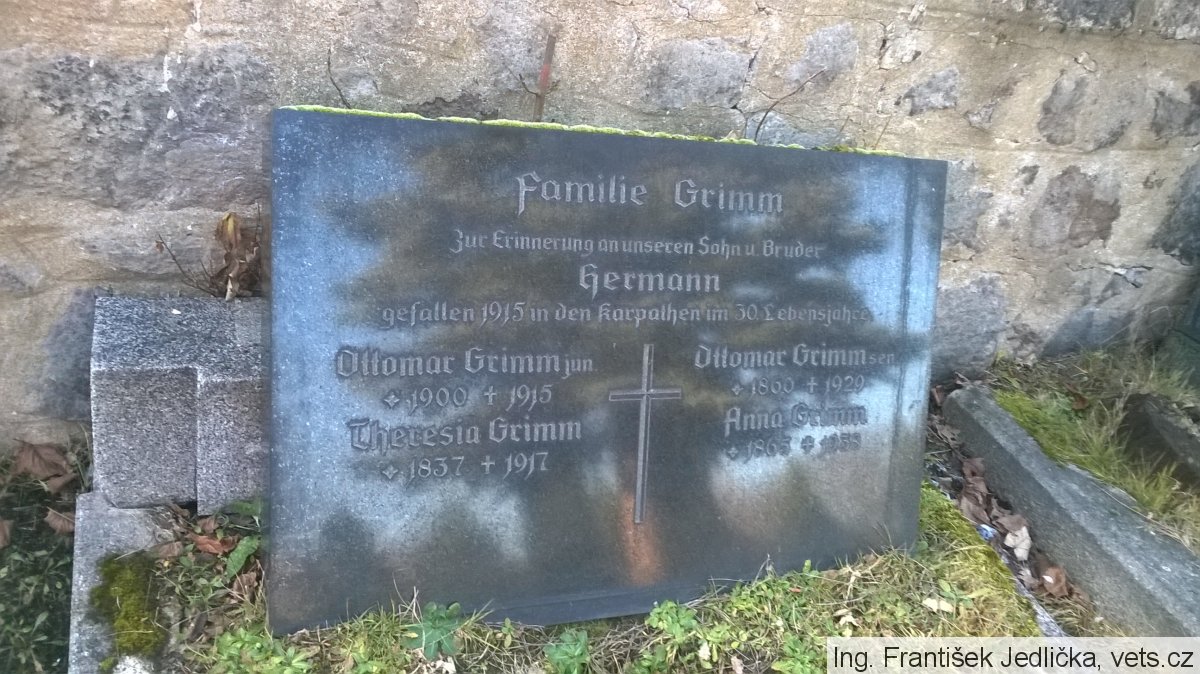 Familie Grimm
Zur Erinnerung an unseren Sohn u. Bruder
Hermann
gefallen 1915 in den Karpathen im 30. Lebensjahre
Ottomar Grimm jun
1900 ✝ 1915
Theresia Grimm
1837 ✝ 1917
Ottomar Grimm sen
1860 ✝ 1929
Anna Grimm
1865 ✝
Ing. František Jedlička, vets.cz